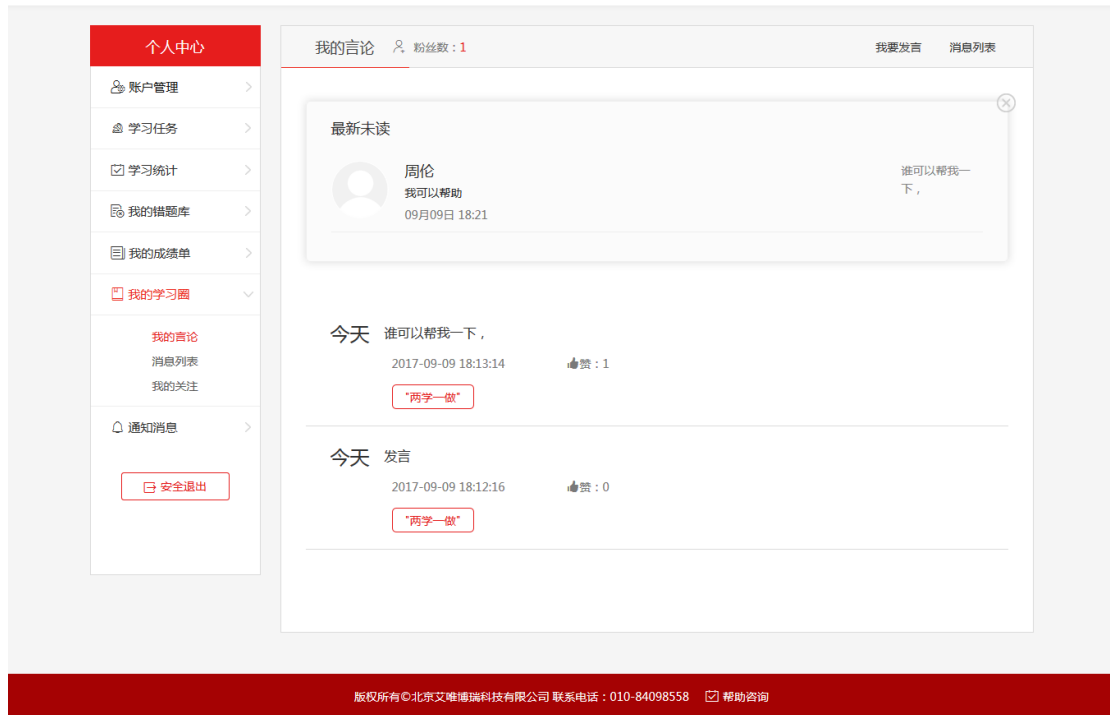 个人中心
账户管理
学习任务
学习统计
我的错题库
我的成绩单
我的学习圈
我的言论
消息列表
我的关注
通知消息
安全退出
我的言论 粉丝数：1 我要发言 消息列表
最新未读
周伦
我可以帮助
09月09日 18:21
谁可以帮我一
下，
今天 谁可以帮我一下，
2017-09-09 18:13:14 赞：1
"两学一做"
今天 发言
2017-09-09 18:12:16 赞：0
"两学一做"
版权所有©北京艾唯博瑞科技有限公司 联系电话：010-84098558 帮助咨询